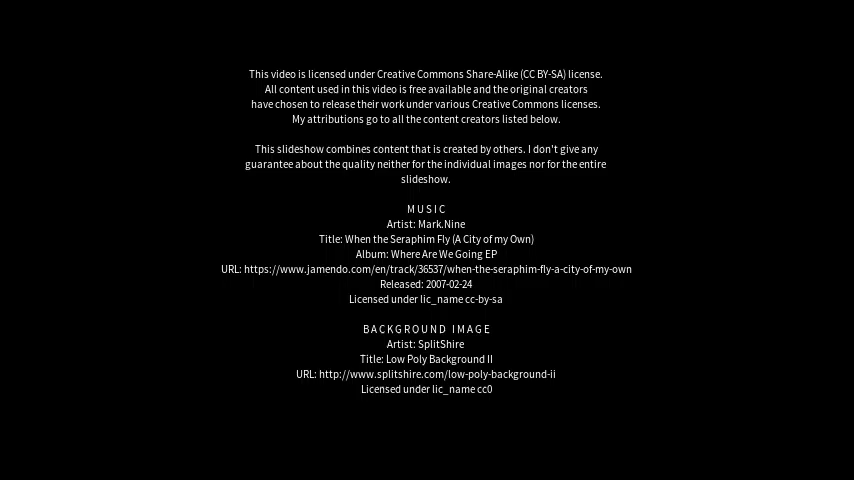 This video is licensed under Creative Commons Share-Alike (CC BY-SA) license.
All content used in this video is free available and the original creators
have chosen to release their work under various Creative Commons licenses.
My attributions go to all the content creators listed below.
This slideshow combines content that is created by others. I don't give any
guarantee about the quality neither for the individual images nor for the entire
slideshow.
MUSIC
Artist: Mark.Nine
Title: When the Seraphim Fly (A City of my Own)
Album: Where Are We Going EP
URL: https://www.jamendo.com/en/track/36537/when-the-seraphim-fly-a-city-of-my-own
Released: 2007-02-24
Licensed under lic_name cc-by-sa
BACKGROUND IMAGE
Artist: SplitShire
Title: Low Poly Background II
URL: http://www.splitshire.com/low-poly-background-ii
Licensed under lic_name cc0